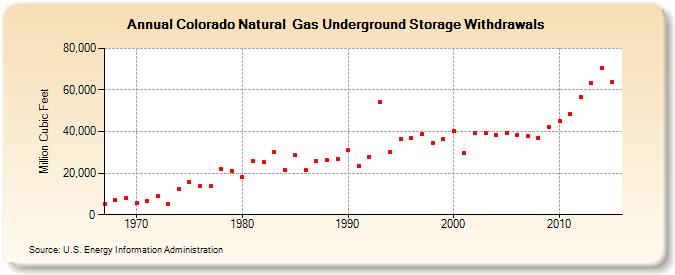 Annual Colorado Natural Gas Underground Storage Withdrawals
Million Cubic Feet
80,000
60,000
40,000
20,000
0
1970 1980 1990 2000 2010
Source: U.S. Energy Information Administration